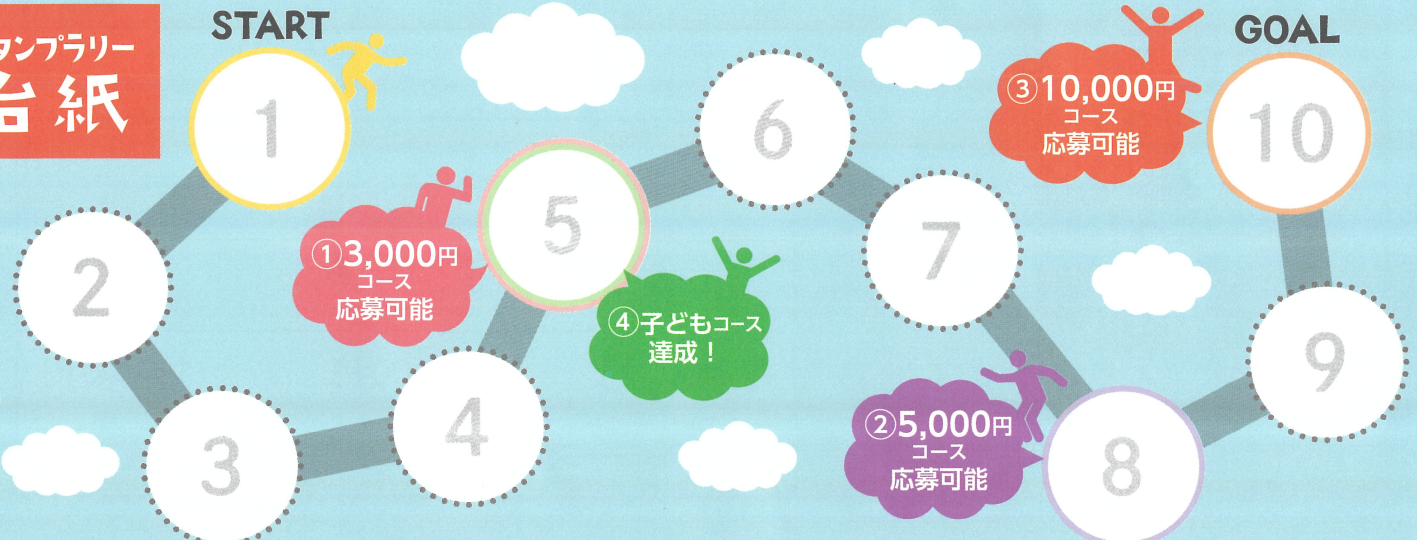 タンプラリー
台紙
START
1
2
3
4
①3,000円
コース
応募可能
5
④子どもコース
達成！
6
7
②5,000円
コース
応募可能
8
9
③10,000円
コース
応募可能
GOAL
10